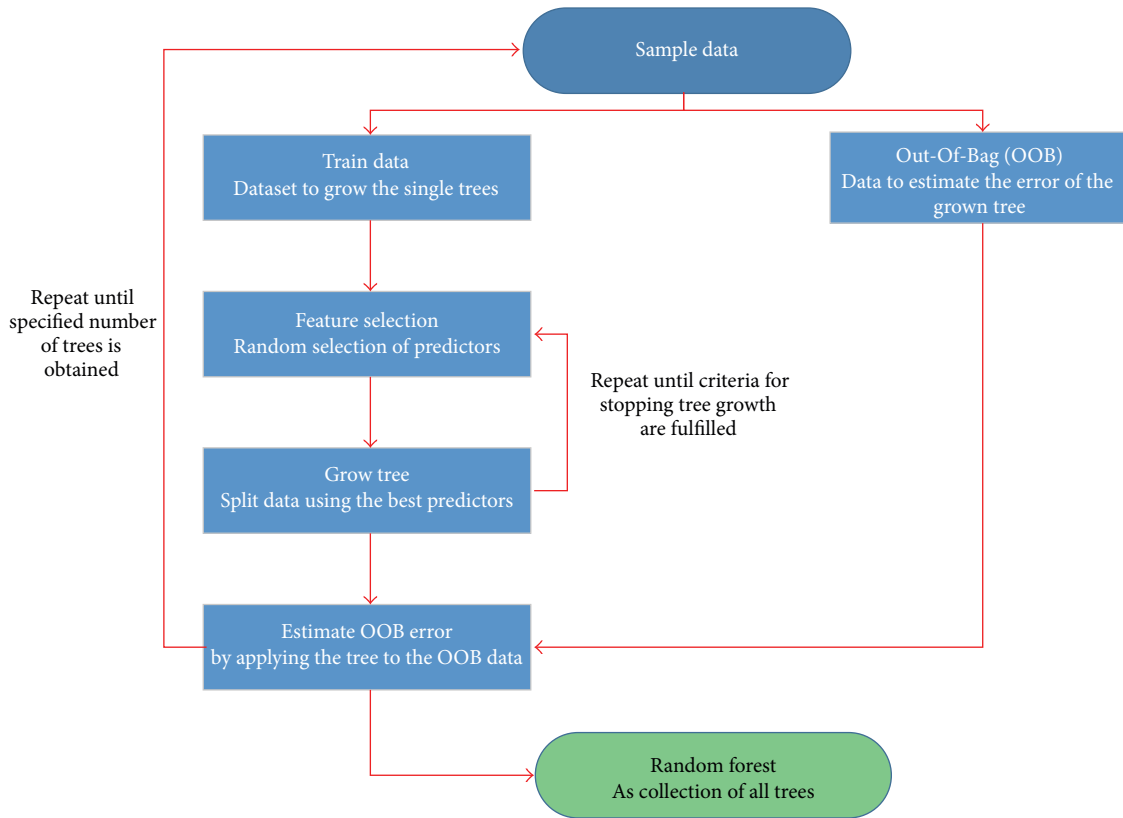 Sample data
Train data
Dataset to grow the single trees
Out-Of-Bag (OOB)
Data to estimate the error of the
grown tree
Repeat until
specified number
of trees is
obtained
Feature selection
Random selection of predictors
Repeat until criteria for
stopping tree growth
are fulfilled
Grow tree
Split data using the best predictors
Estimate OOB error
by applying the tree to the OOB data
Random forest
As collection of all trees